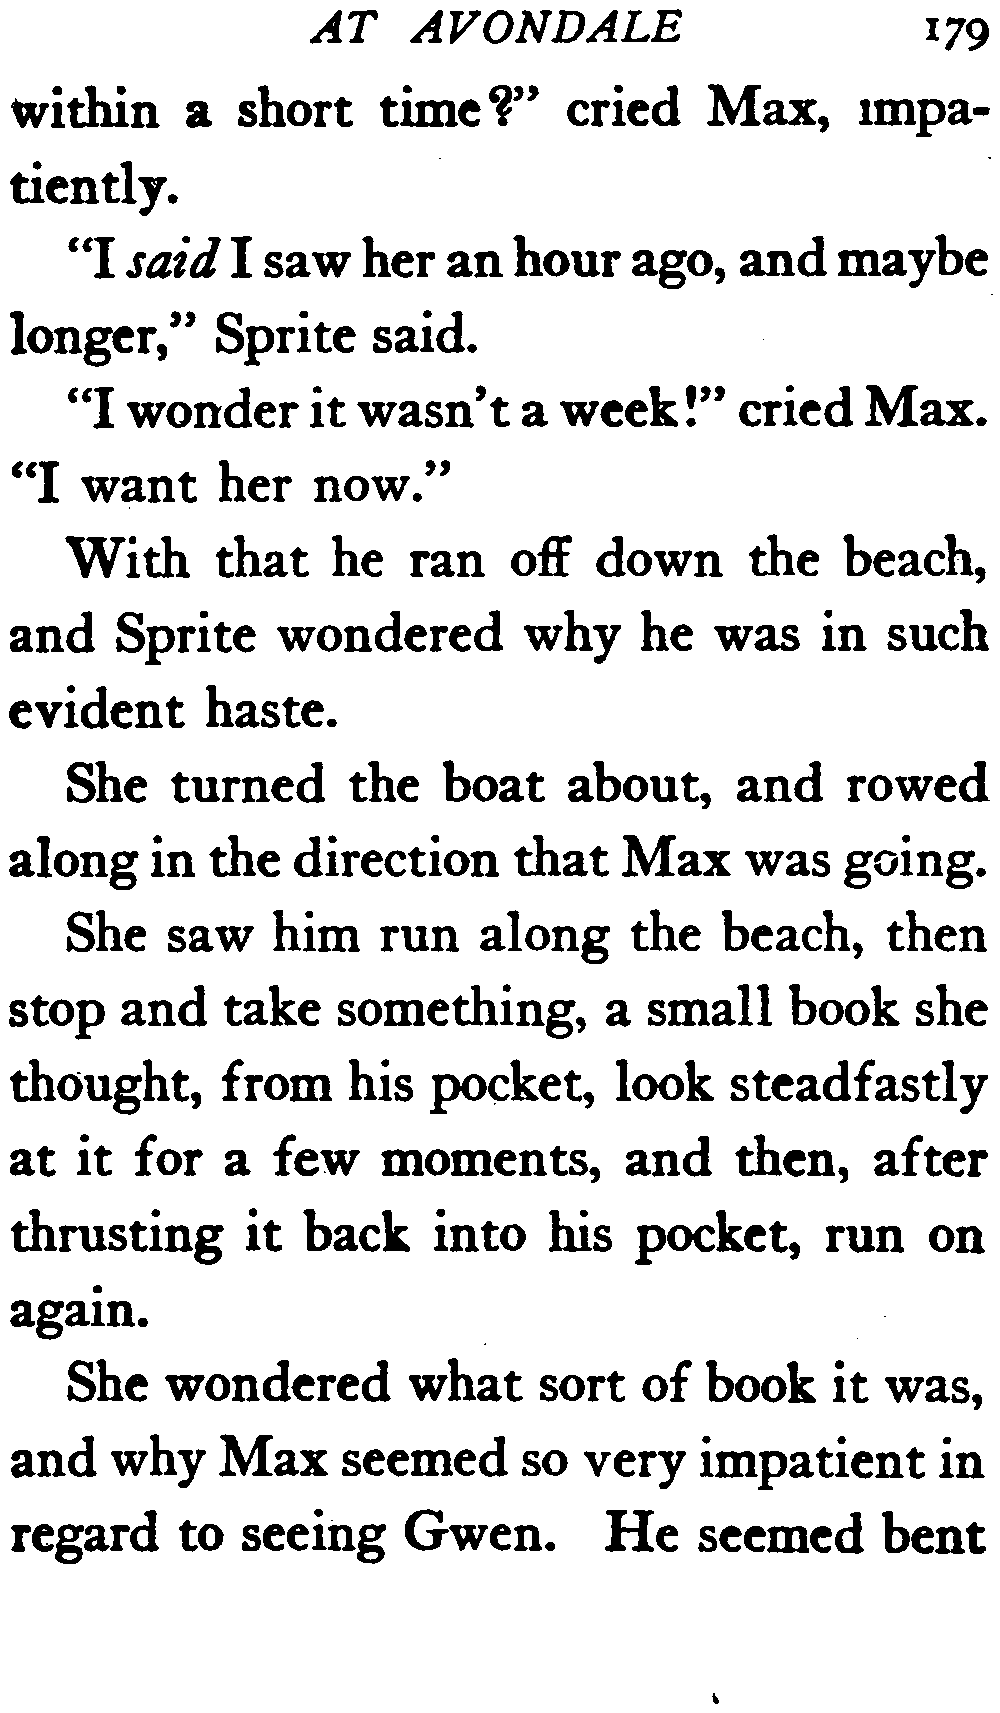 AT AVONDALE 179
within a short time?" cried Max, impa-
tiently.
"I said I saw her an hour ago, and maybe
longer," Sprite said.
"I wonder it wasn't a week!" cried Max.
"I want her now."
With that he ran off down the beach,
and Sprite wondered why he was in such
evident haste.
She turned the boat about, and rowed
along in the direction that Max was going.
She saw him run along the beach, then
stop and take something, a small book she
thought, from his pocket, look steadfastly
at it for a few moments, and then, after
thrusting it back into his pocket, run on
again.
She wondered what sort of book it was,
and why Max seemed so very impatient in
regard to seeing Gwen. He seemed bent